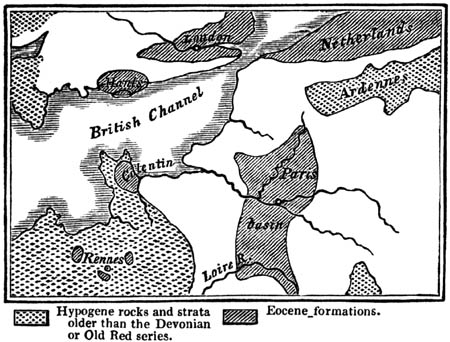 London
Netherlands
Hants
Ardennes
British Channel
Cotentin
Paris
basin
Rennes
Loire R.
Hypogene rocks and strata
older than the Devonian
or Old Red series.
Eocene formations.